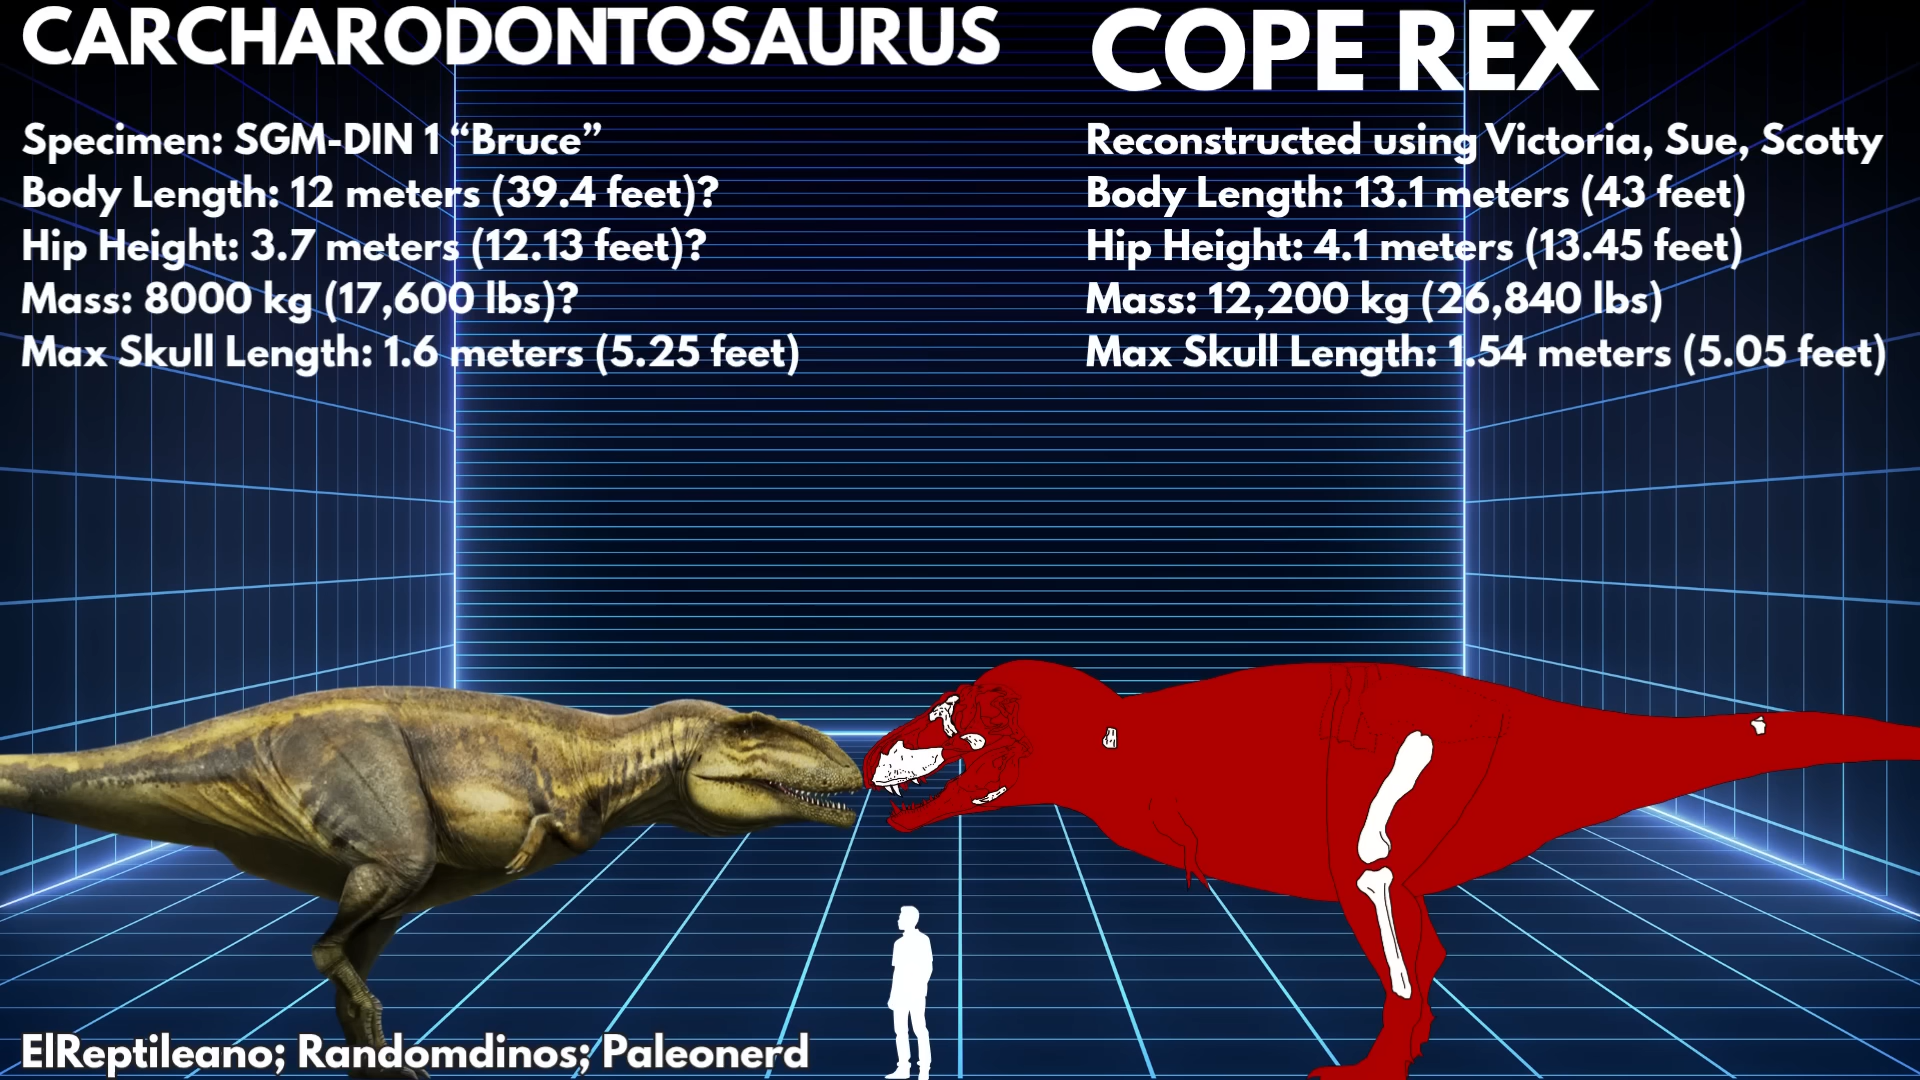 CARCHARODONTOSAURUS
Specimen: SGM-DIN 1 “Bruce”
Body Length: 12 meters (39.4 feet)?
Hip Height: 3.7 meters (12.13 feet)?
Mass: 8000 kg (17,600 lbs)?
Max Skull Length: 1.6 meters (5.25 feet)
COPE REX
Reconstructed using Victoria, Sue, Scotty
Body Length: 13.1 meters (43 feet)
Hip Height: 4.1 meters (13.45 feet)
Mass: 12,200 kg (26,840 lbs)
Max Skull Length: 1.54 meters (5.05 feet)
ElReptileano; Randomdinos; Paleonerd